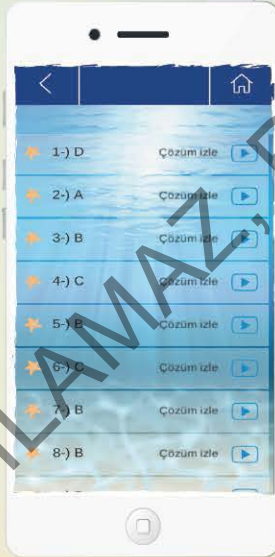 1-) D Çözüm izle
2-) A Çözüm izle
3-) B Çözüm izle
4-) C Çözüm izle
5-) B Çözüm izle
6-) C Çözüm izle
7-) B Çözüm izle
8-) B Çözüm izle
LAMAZ.